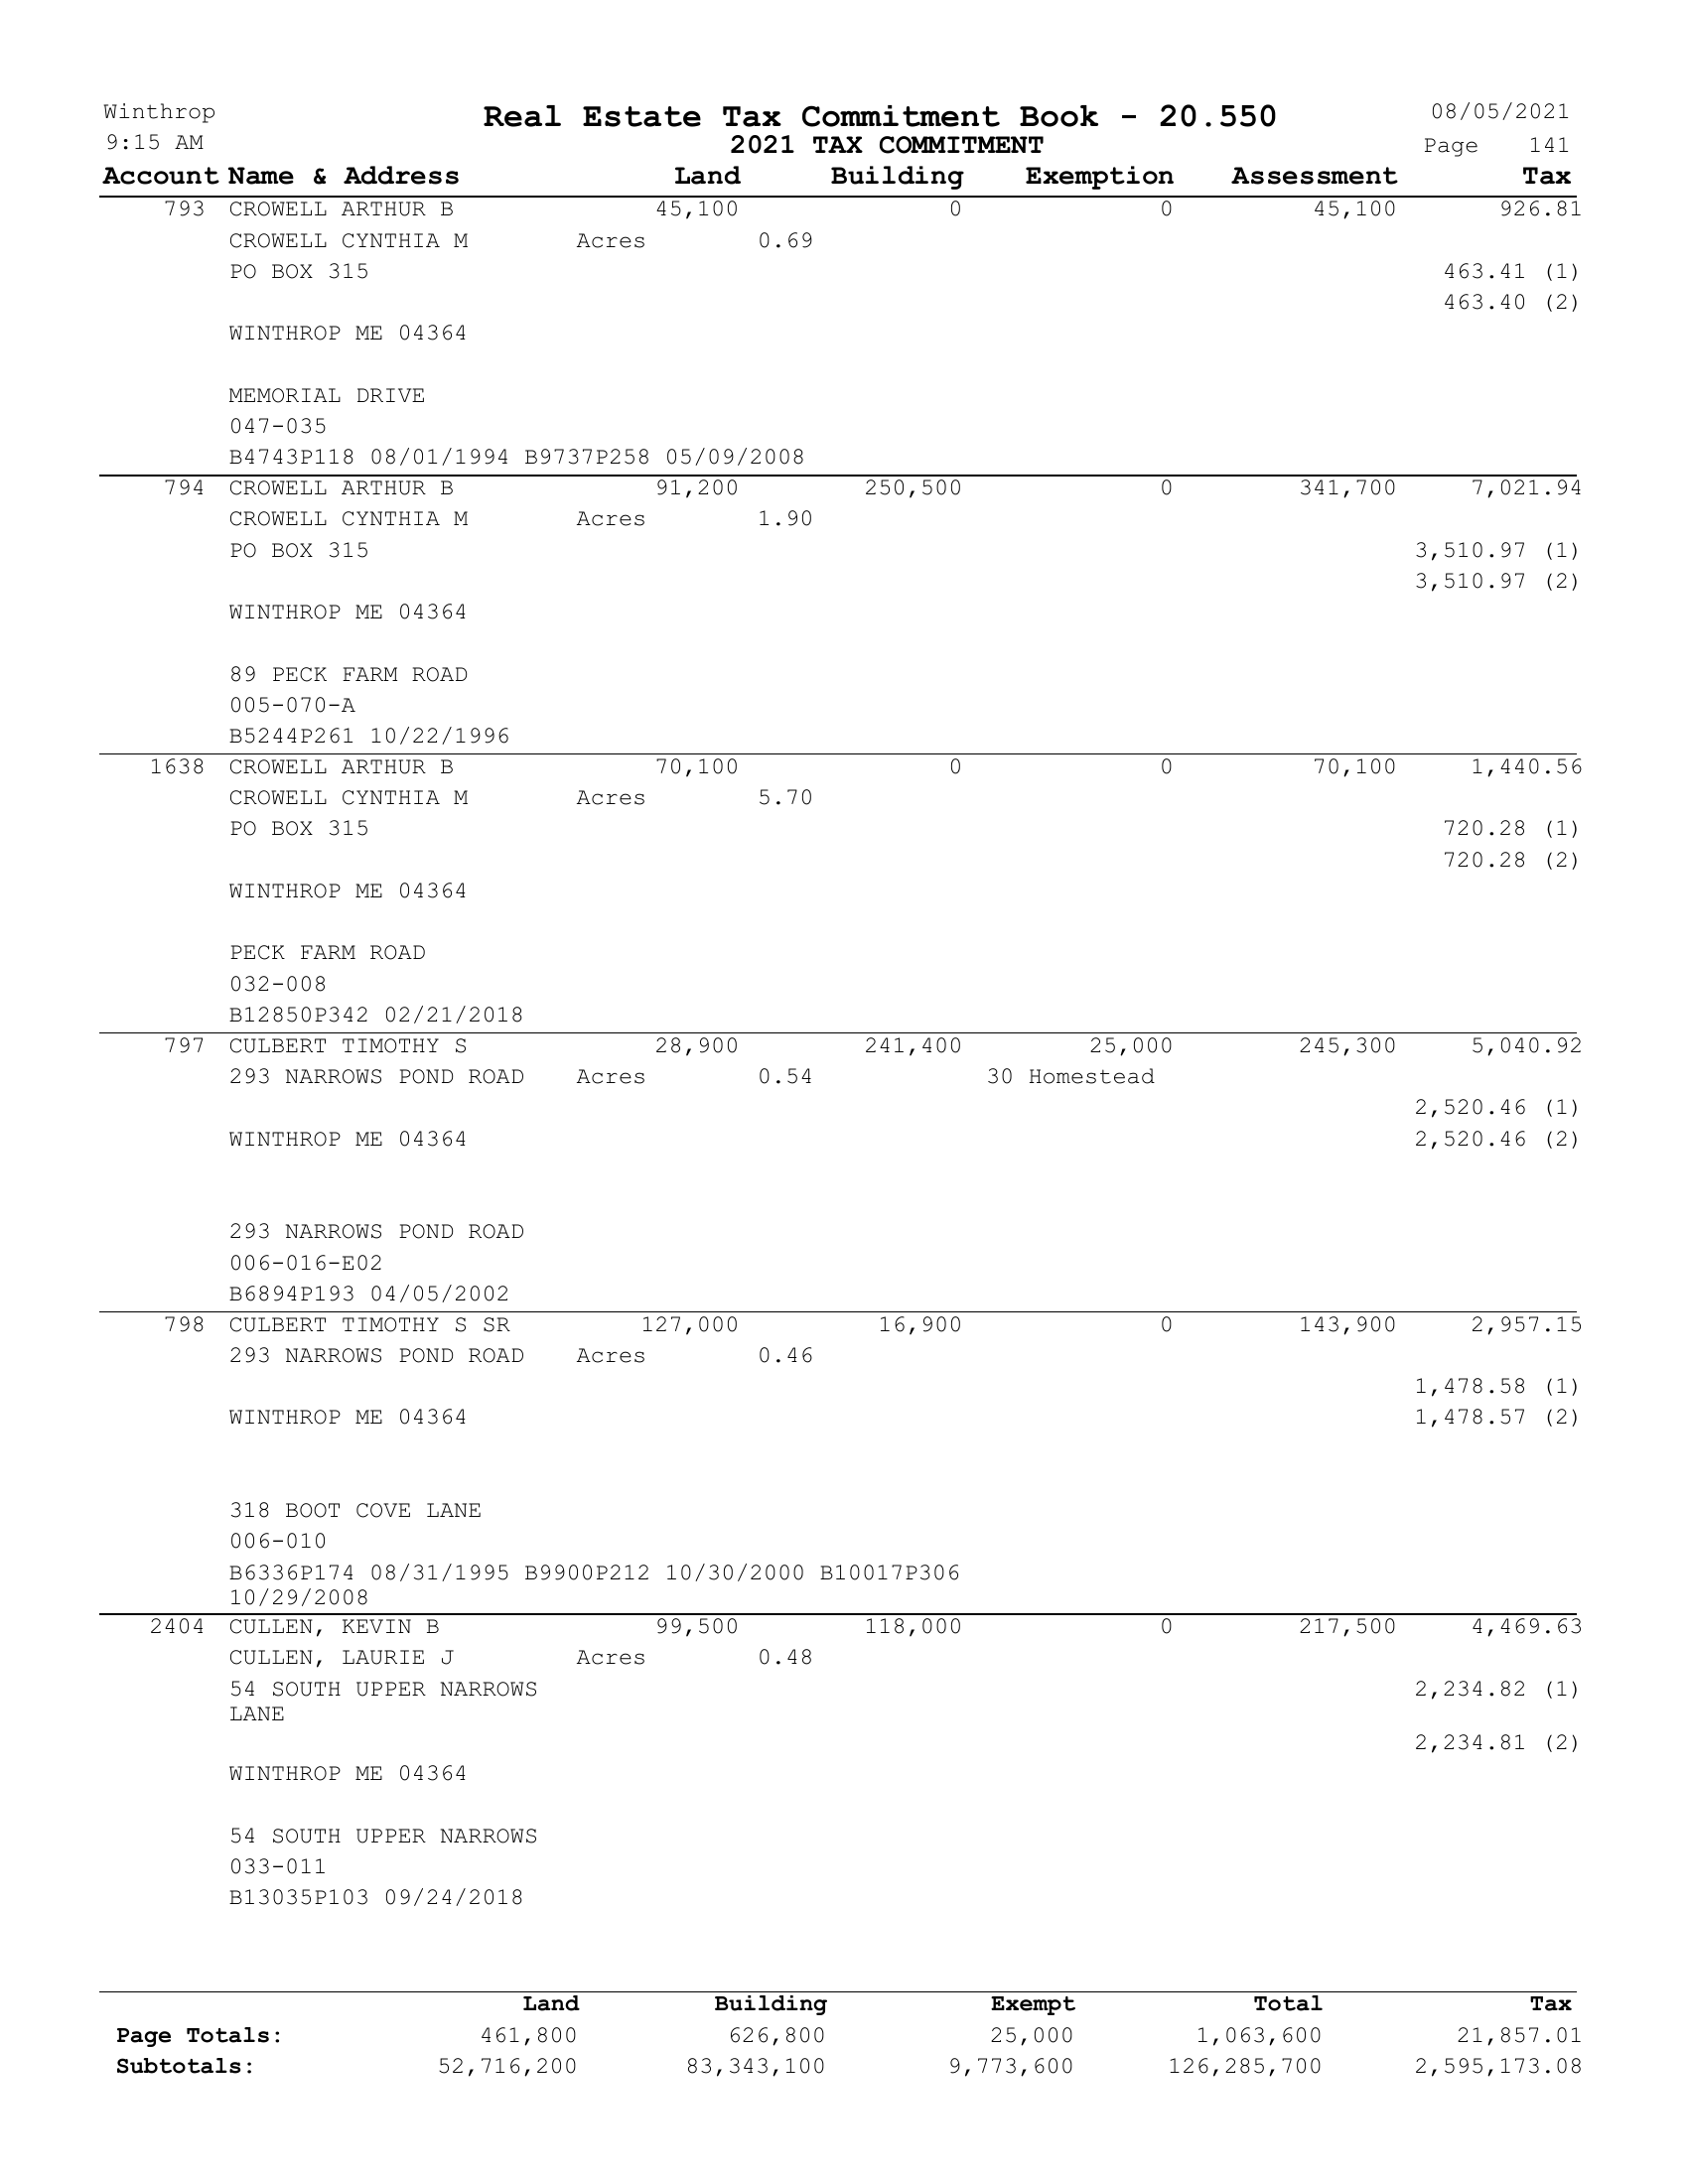 Winthrop Real Estate Tax Commitment Book - 20.550 08/05/2021
9:15 AM 2021 TAX COMMITMENT Page 141
Account Name & Address Land Building Exemption Assessment Tax
793 CROWELL ARTHUR B 45,100 0 0 45,100 926.81
CROWELL CYNTHIA M Acres 0.69
PO BOX 315 463.41 (1)
463.40 (2)
WINTHROP ME 04364
MEMORIAL DRIVE
047-035
B4743P118 08/01/1994 B9737P258 05/09/2008
794 CROWELL ARTHUR B 91,200 250,500 0 341,700 7,021.94
CROWELL CYNTHIA M Acres 1.90
PO BOX 315 3,510.97 (1)
3,510.97 (2)
WINTHROP ME 04364
89 PECK FARM ROAD
005-070-A
B5244P261 10/22/1996
1638 CROWELL ARTHUR B 70,100 0 0 70,100 1,440.56
CROWELL CYNTHIA M Acres 5.70
PO BOX 315 720.28 (1)
720.28 (2)
WINTHROP ME 04364
PECK FARM ROAD
032-008
B12850P342 02/21/2018
797 CULBERT TIMOTHY S 28,900 241,400 25,000 245,300 5,040.92
293 NARROWS POND ROAD Acres 0.54 30 Homestead
2,520.46 (1)
WINTHROP ME 04364 2,520.46 (2)
293 NARROWS POND ROAD
006-016-E02
B6894P193 04/05/2002
798 CULBERT TIMOTHY S SR 127,000 16,900 0 143,900 2,957.15
293 NARROWS POND ROAD Acres 0.46
1,478.58 (1)
WINTHROP ME 04364 1,478.57 (2)
318 BOOT COVE LANE
006-010
B6336P174 08/31/1995 B9900P212 10/30/2000 B10017P306
10/29/2008
2404 CULLEN, KEVIN B 99,500 118,000 0 217,500 4,469.63
CULLEN, LAURIE J Acres 0.48
54 SOUTH UPPER NARROWS 2,234.82 (1)
LANE
2,234.81 (2)
WINTHROP ME 04364
54 SOUTH UPPER NARROWS
033-011
B13035P103 09/24/2018
Land Building Exempt Total Tax
Page Totals: 461,800 626,800 25,000 1,063,600 21,857.01
Subtotals: 52,716,200 83,343,100 9,773,600 126,285,700 2,595,173.08